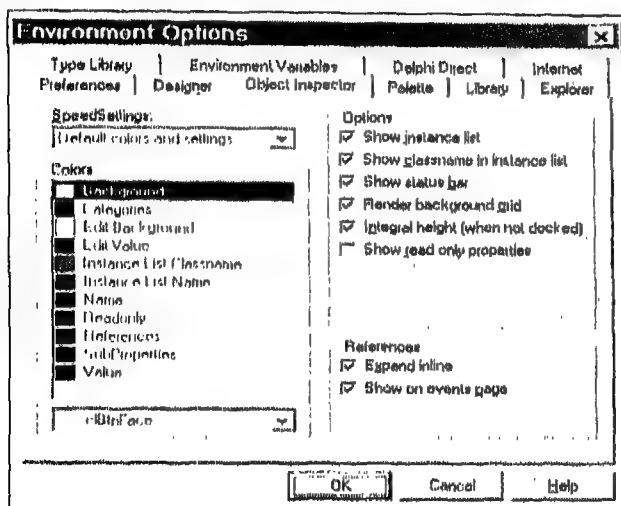 Environment Options
Type Library Environment Variables Delphi Direct Internet
Preferences Designer Object Inspector Palette Library Explorer
SpeedSettings:
Default colors and settings
Colors
Background
Categories
Edit Background
Edit Value
Instance List Classname
Instance List Name
Name
Readonly
References
SubProperties
Value
clBtnFace
Options
Show instance list
Show classname in instance list
Show status bar
Render background grid
Integral height (when not docked)
Show read only properties
References
Expand inline
Show on events page
OK Cancel Help